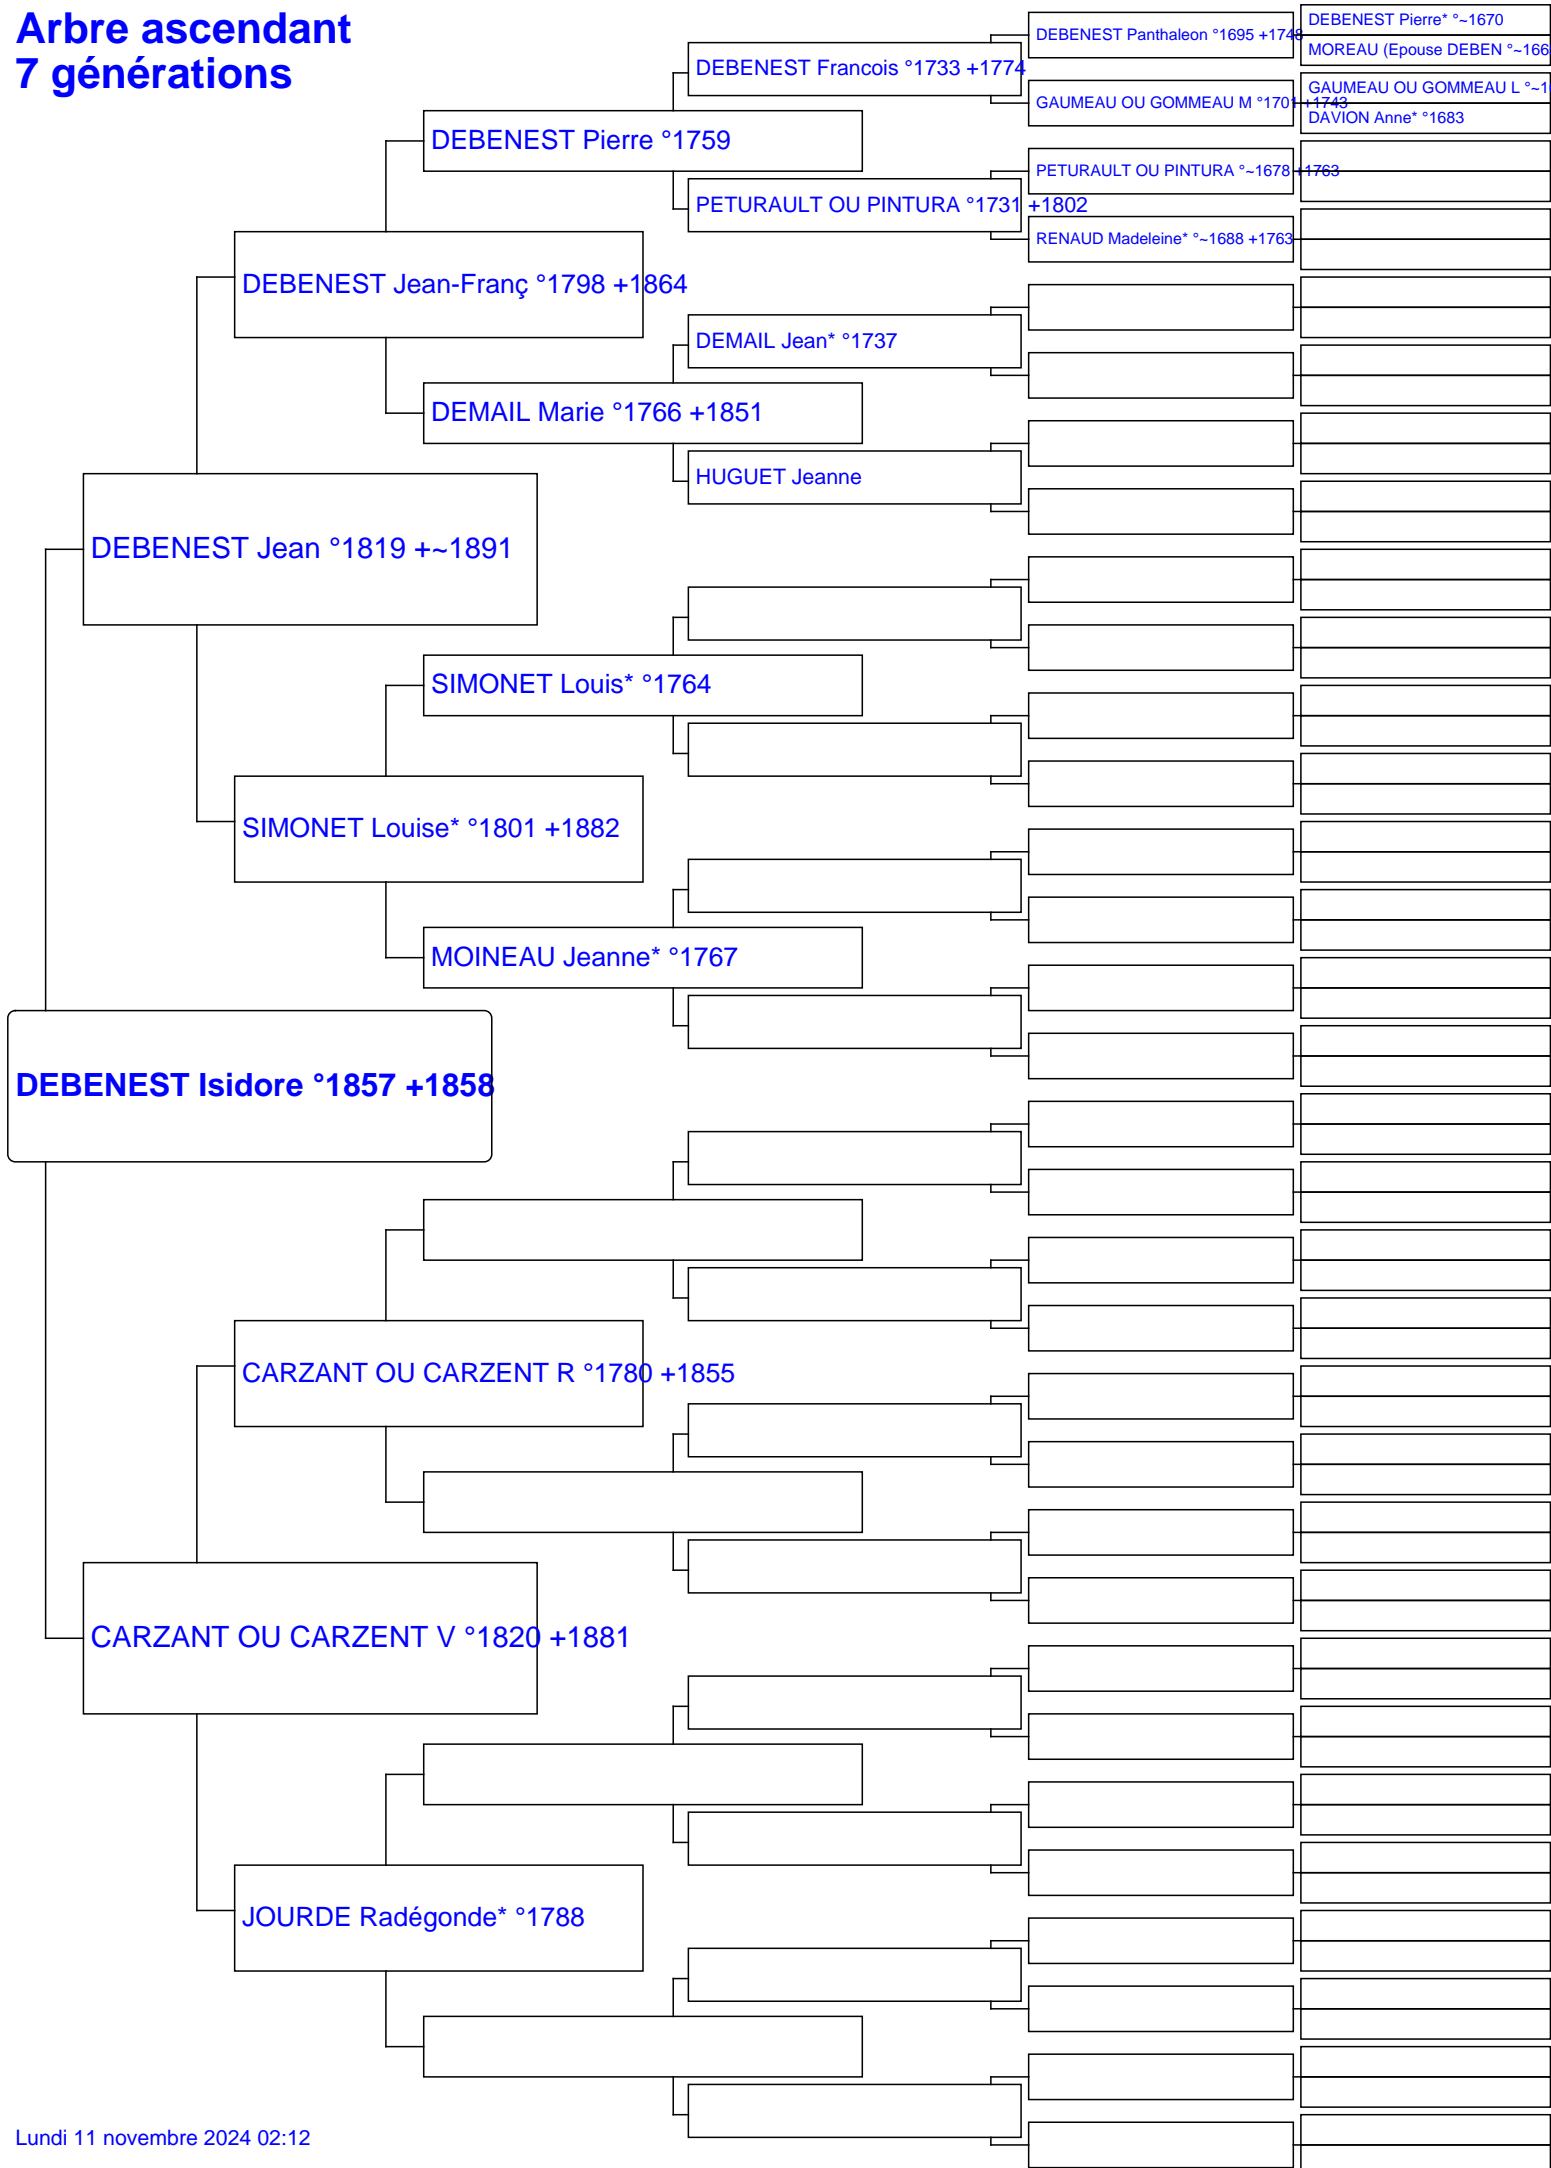 Arbre ascendant
7 générations
DEBENEST Pierre* °~1670
DEBENEST Panthaleon °1695 +1748
MOREAU (Epouse DEBEN °~166
DEBENEST Francois °1733 +1774
GAUMEAU OU GOMMEAU L °~1
GAUMEAU OU GOMMEAU M °1701 +1743
DAVION Anne* °1683
DEBENEST Pierre °1759
PETURAULT OU PINTURA °~1678 +1763
PETURAULT OU PINTURA °1731 +1802
RENAUD Madeleine* °~1688 +1763
DEBENEST Jean-Franç °1798 +1864
DEMAIL Jean* °1737
DEMAIL Marie °1766 +1851
HUGUET Jeanne
DEBENEST Jean °1819 +~1891
SIMONET Louis* °1764
SIMONET Louise* °1801 +1882
MOINEAU Jeanne* °1767
DEBENEST Isidore °1857 +1858
CARZANT OU CARZENT R °1780 +1855
CARZANT OU CARZENT V °1820 +1881
JOURDE Radégonde* °1788
Lundi 11 novembre 2024 02:12